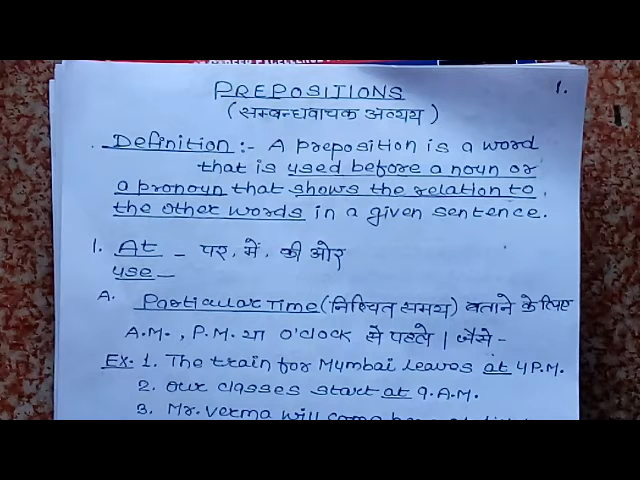 PREPOSITIONS
1.
(सम्बन्धवाचक अव्यय)
Definition:- A preposition is a word
that is used before a noun or
a pronoun that shows the relation to
the other words in a given sentence.
1. At - पर, में, की ओर
use -
A. Particular Time (निश्चित समय) बताने के लिए
A.M., P.M. या o'clock से पहले। जैसे-
Ex- 1. The train for Mumbai leaves at 4 P.M.
2. Our classes start at 9.A.M.
3. Mr. Verma will come here at